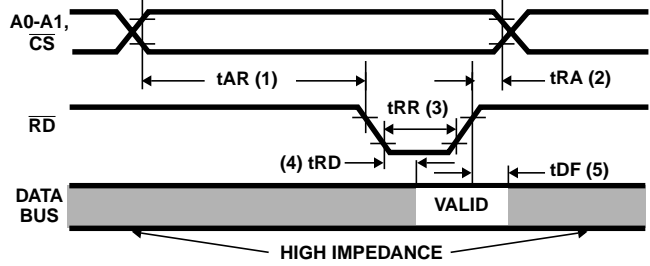 A0-A1,
CS
tAR (1)
tRA (2)
tRR (3)
RD
(4) tRD
tDF (5)
DATA
BUS
VALID
HIGH IMPEDANCE